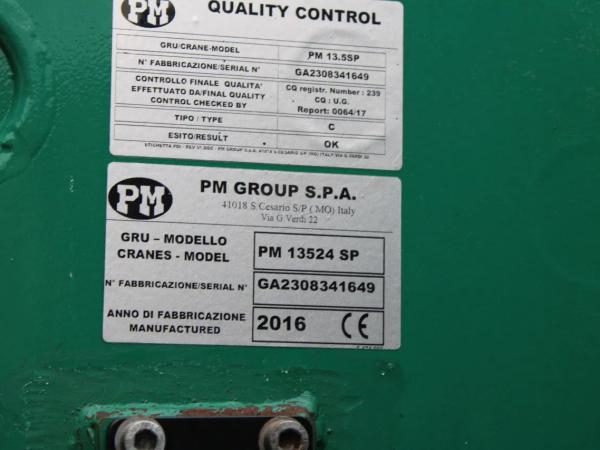 PM QUALITY CONTROL
GRU/CRANE-MODEL PM 13.5SP
N° FABBRICAZIONE/SERIAL N° GA2308341649
CONTROLLO FINALE QUALITA'
EFFETTUATO DA/FINAL QUALITY
CONTROL CHECKED BY
CQ registr. Number : 239
CQ : U.G.
Report: 0064/17
TIPO / TYPE C
ESITO/RESULT OK
PM PM GROUP S.P.A.
41018 S.Cesario S/P ( MO) Italy
Via G.Verdi 22
GRU – MODELLO
CRANES - MODEL
PM 13524 SP
N° FABBRICAZIONE/SERIAL N° GA2308341649
ANNO DI FABBRICAZIONE
MANUFACTURED
2016 CE